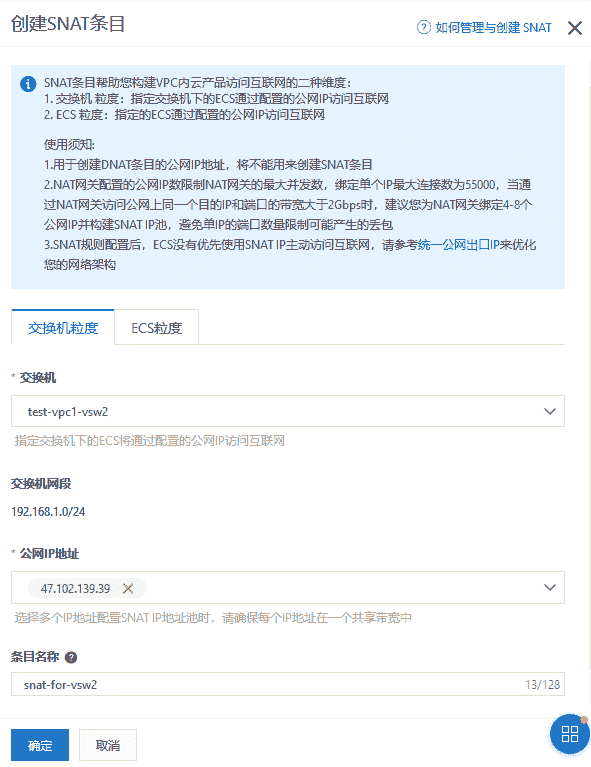 创建SNAT条目
如何管理与创建 SNAT
SNAT条目帮助您构建VPC内云产品访问互联网的二种维度：
1. 交换机 粒度：指定交换机下的ECS通过配置的公网IP访问互联网
2. ECS 粒度：指定的ECS通过配置的公网IP访问互联网
使用须知:
1.用于创建DNAT条目的公网IP地址，将不能用来创建SNAT条目
2.NAT网关配置的公网IP数限制NAT网关的最大并发数，绑定单个IP最大连接数为55000，当通
过NAT网关访问公网上同一个目的IP和端口的带宽大于2Gbps时，建议您为NAT网关绑定4-8个
公网IP并构建SNAT IP池，避免单IP的端口数量限制可能产生的丢包
3.SNAT规则配置后，ECS没有优先使用SNAT IP主动访问互联网，请参考统一公网出口IP来优化
您的网络架构
交换机粒度
ECS粒度
* 交换机
test-vpc1-vsw2
指定交换机下的ECS将通过配置的公网IP访问互联网
交换机网段
192.168.1.0/24
* 公网IP地址
47.102.139.39
选择多个IP地址配置SNAT IP地址池时，请确保每个IP地址在一个共享带宽中
条目名称
snat-for-vsw2
13/128
确定
取消